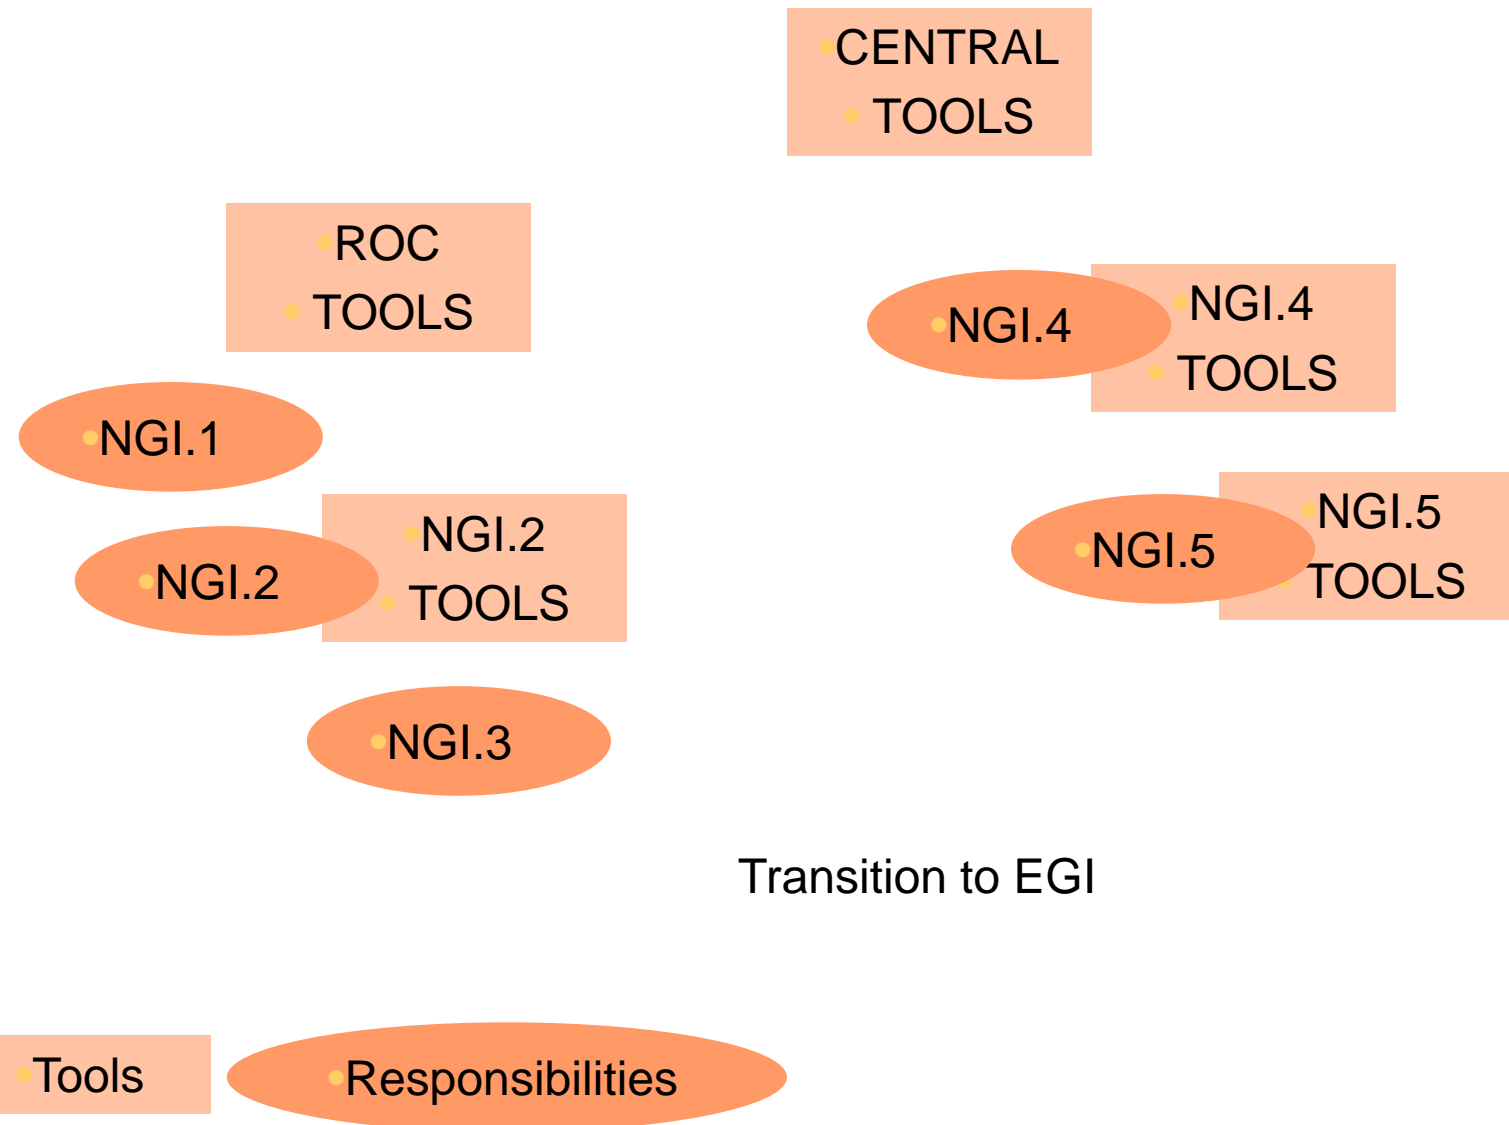 •CENTRAL
• TOOLS
•ROC
• TOOLS
•NGI.4
•NGI.4
• TOOLS
•NGI.1
•NGI.2
•NGI.2
• TOOLS
•NGI.5
•NGI.5
• TOOLS
•NGI.3
Transition to EGI
•Tools
•Responsibilities